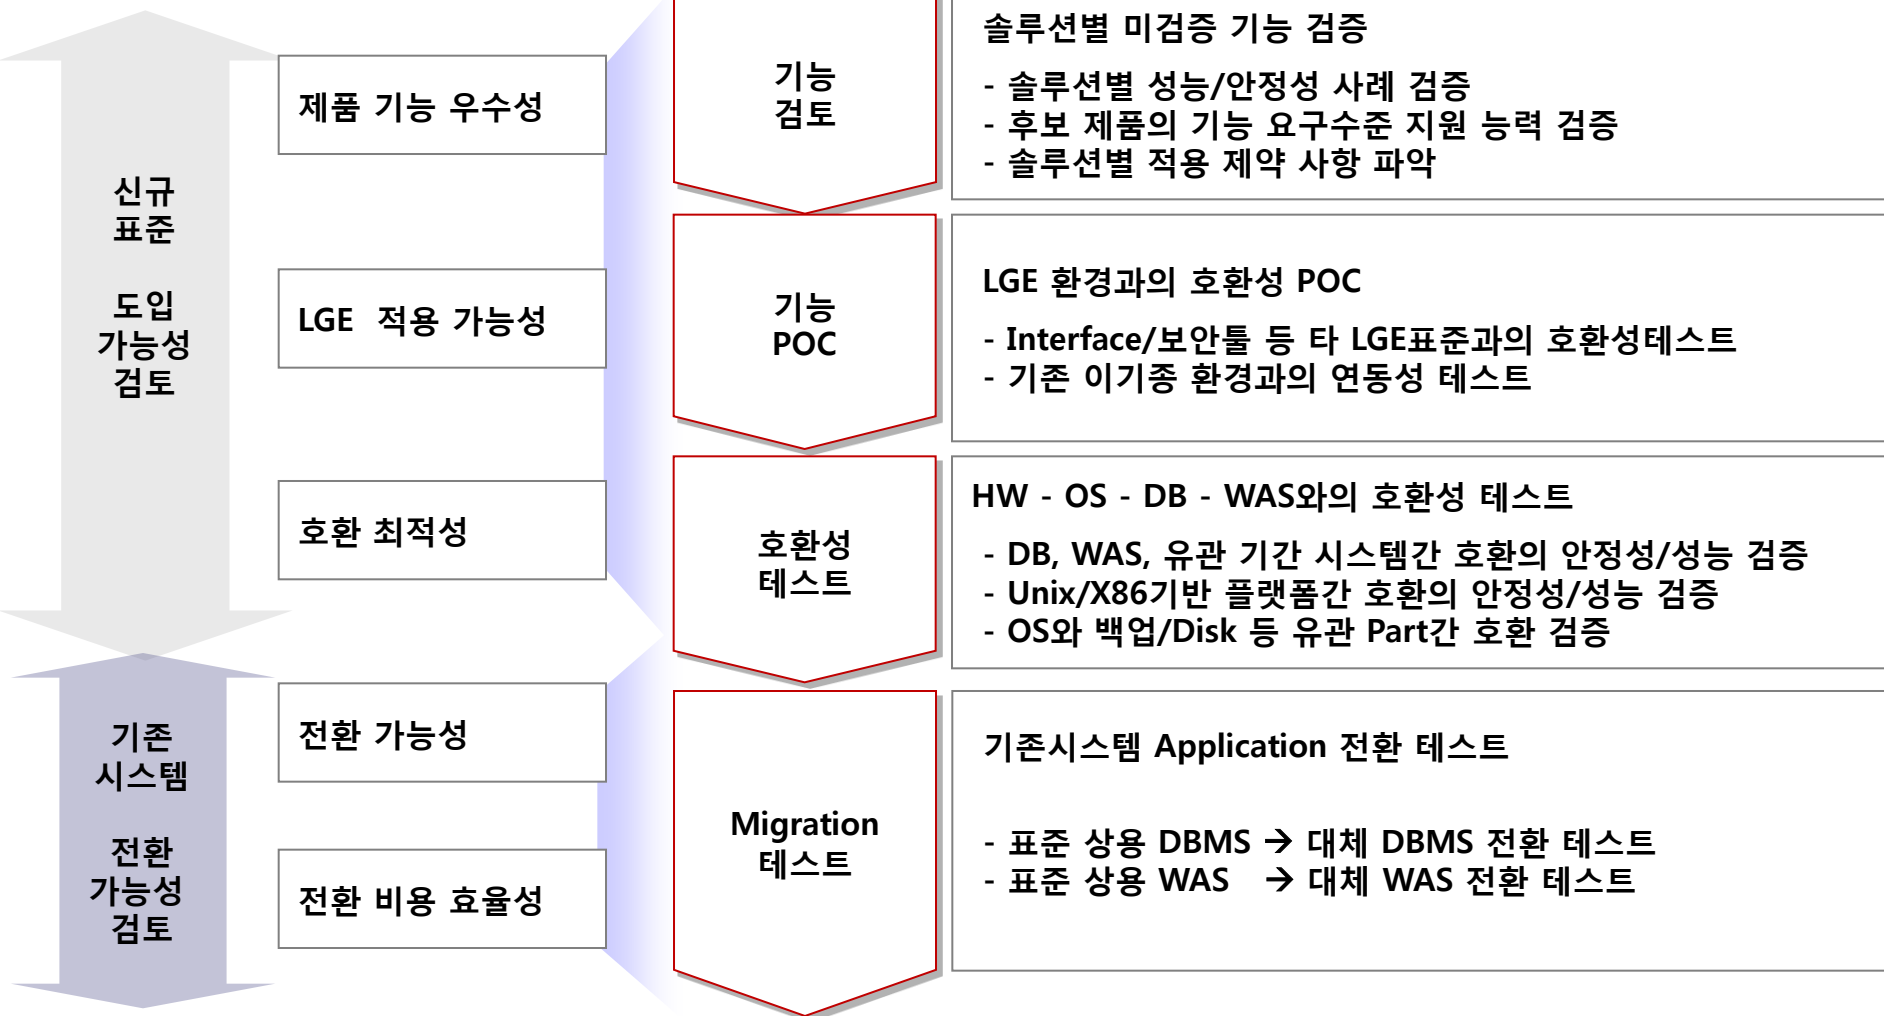 신규
표준
도입
가능성
검토
기존
시스템
전환
가능성
검토
제품 기능 우수성
LGE 적용 가능성
호환 최적성
전환 가능성
전환 비용 효율성
기능
검토
솔루션별 미검증 기능 검증
- 솔루션별 성능/안정성 사례 검증
- 후보 제품의 기능 요구수준 지원 능력 검증
- 솔루션별 적용 제약 사항 파악
기능
POC
LGE 환경과의 호환성 POC
- Interface/보안툴 등 타 LGE표준과의 호환성테스트
- 기존 이기종 환경과의 연동성 테스트
호환성
테스트
HW - OS - DB - WAS와의 호환성 테스트
- DB, WAS, 유관 기간 시스템간 호환의 안정성/성능 검증
- Unix/X86기반 플랫폼간 호환의 안정성/성능 검증
- OS와 백업/Disk 등 유관 Part간 호환 검증
Migration
테스트
기존시스템 Application 전환 테스트
- 표준 상용 DBMS → 대체 DBMS 전환 테스트
- 표준 상용 WAS → 대체 WAS 전환 테스트